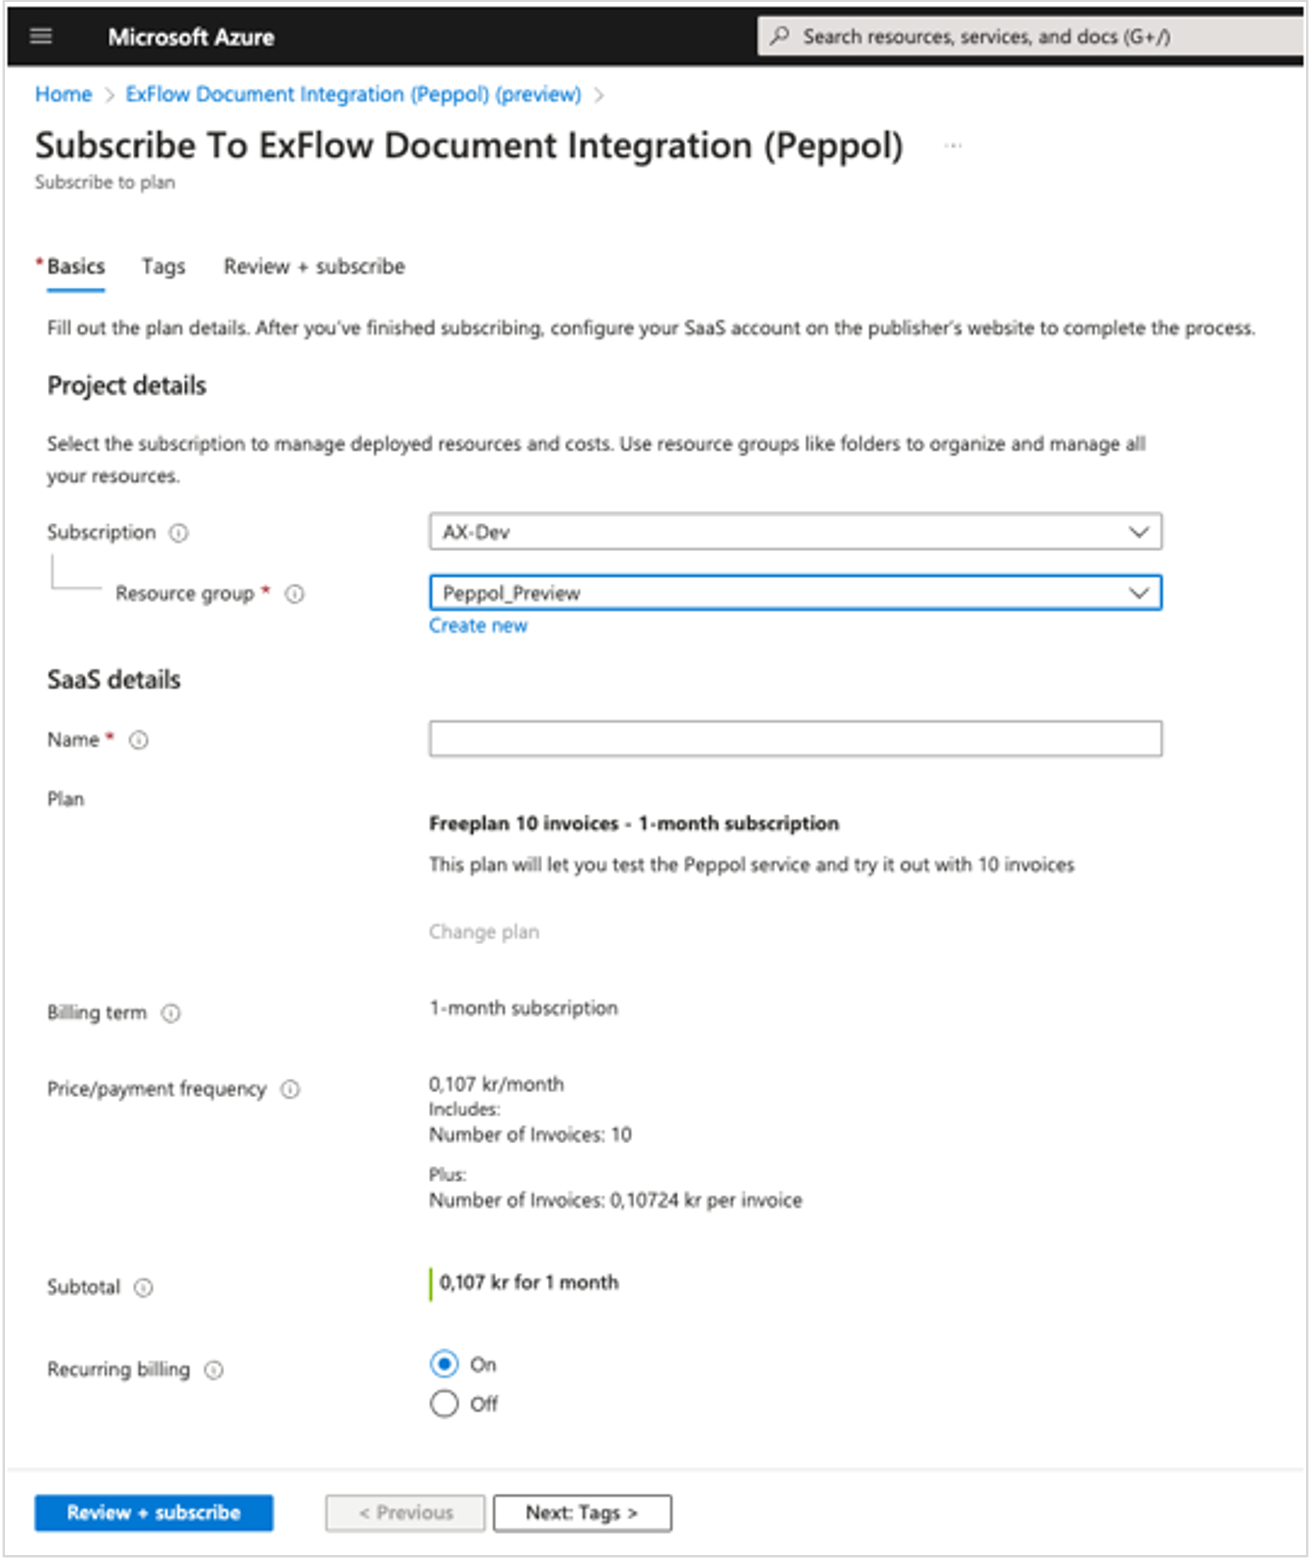 Microsoft Azure
Search resources, services, and docs (G+/)
Home > ExFlow Document Integration (Peppol) (preview) >
Subscribe To ExFlow Document Integration (Peppol) ...
Subscribe to plan
* Basics Tags Review + subscribe
Fill out the plan details. After you've finished subscribing, configure your SaaS account on the publisher's website to complete the process.
Project details
Select the subscription to manage deployed resources and costs. Use resource groups like folders to organize and manage all
your resources.
Subscription
AX-Dev
Resource group *
Peppol_Preview
Create new
SaaS details
Name *
Plan
Freeplan 10 invoices - 1-month subscription
This plan will let you test the Peppol service and try it out with 10 invoices
Change plan
Billing term
1-month subscription
Price/payment frequency
0,107 kr/month
Includes:
Number of Invoices: 10
Plus:
Number of Invoices: 0,10724 kr per invoice
Subtotal
0,107 kr for 1 month
Recurring billing
On
Off
Review + subscribe
< Previous
Next: Tags >